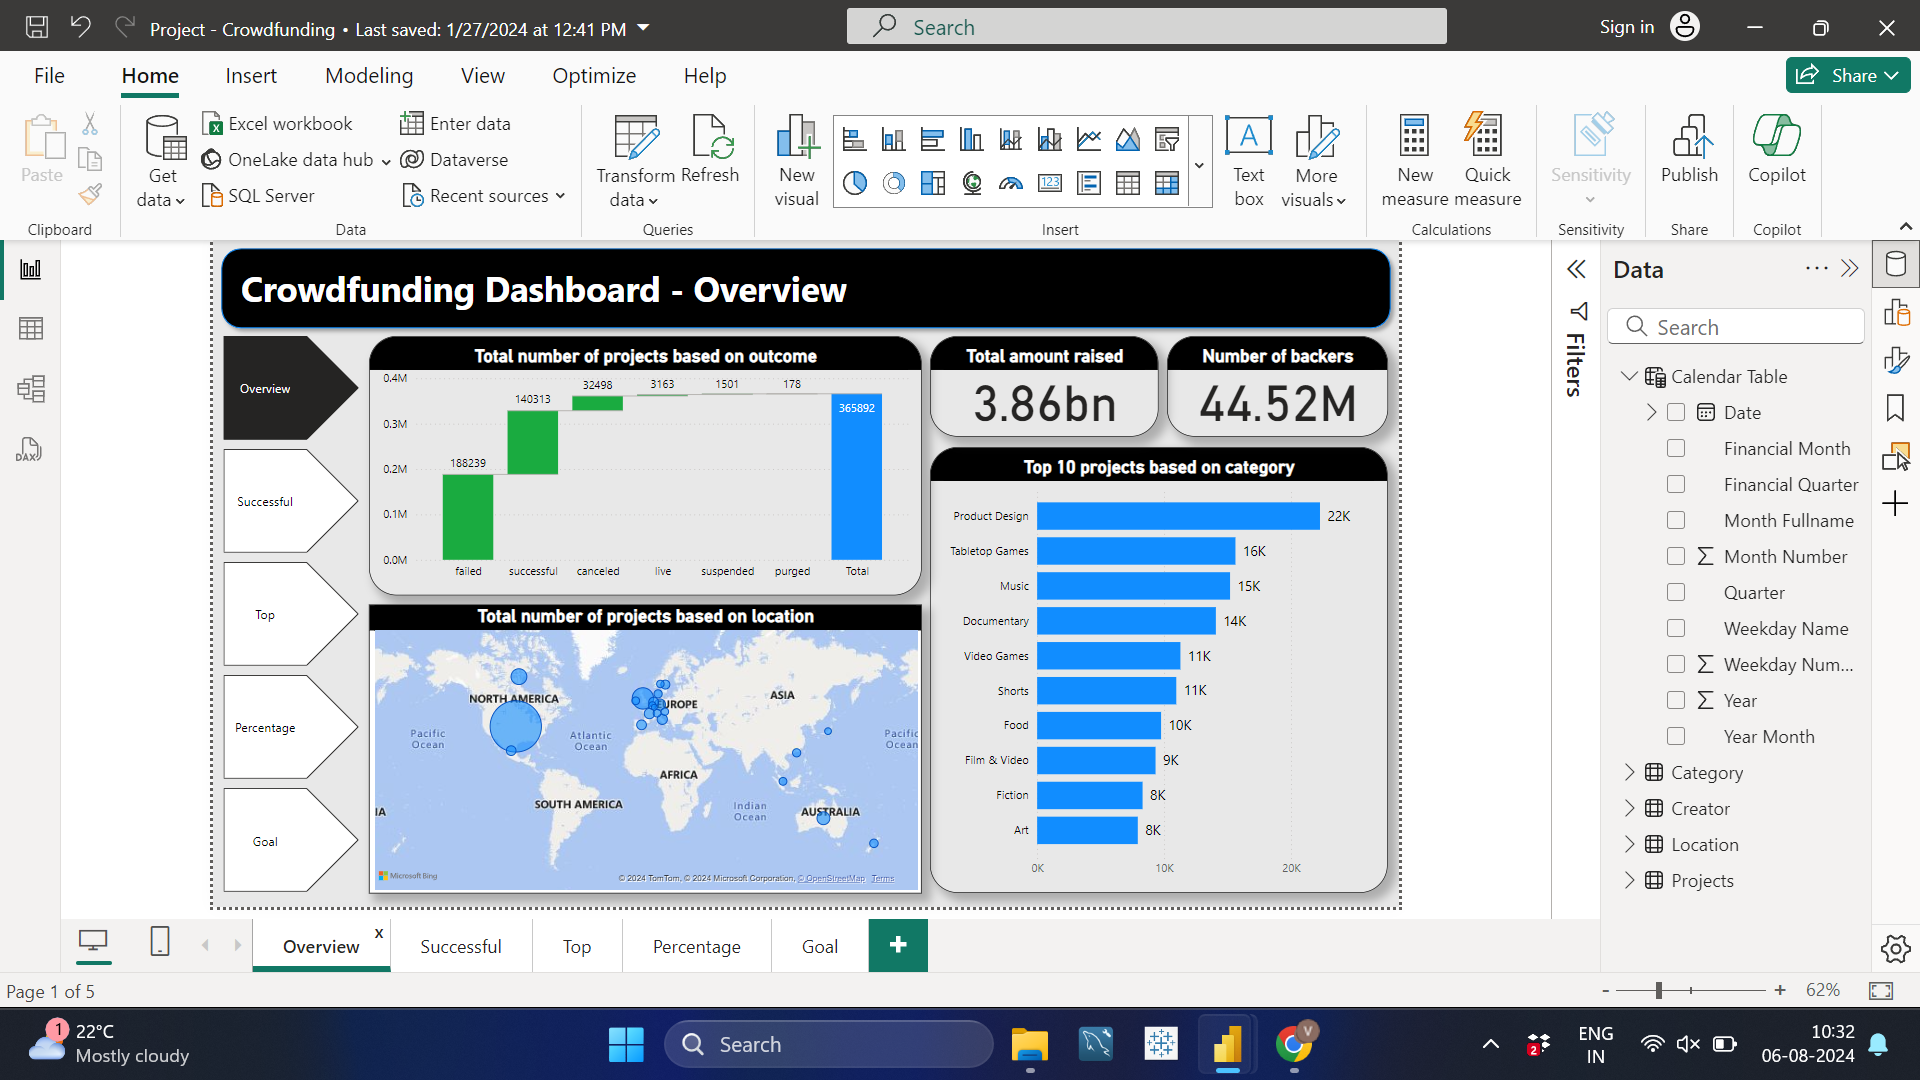 Project - Crowdfunding • Last saved: 1/27/2024 at 12:41 PM
Search
Sign in
File
Home
Insert
Modeling
View
Optimize
Help
Share
Paste
Clipboard
Get data
Excel workbook
OneLake data hub
SQL Server
Enter data
Dataverse
Recent sources
Data
Transform data
Refresh
Queries
New visual
123
Insert
A
Text box
More visuals
New measure
Quick measure
Calculations
Sensitivity
Sensitivity
Publish
Share
Copilot
Copilot
DAX
Crowdfunding Dashboard - Overview
Overview
Successful
Top
Percentage
Goal
Total number of projects based on outcome
0.4M
0.3M
0.2M
0.1M
0.0M
188239
140313
32498
3163
1501
178
365892
failed
successful
canceled
live
suspended
purged
Total
Total number of projects based on location
NORTH AMERICA
EUROPE
ASIA
Pacific Ocean
Atlantic Ocean
Pacific Ocean
AFRICA
SOUTH AMERICA
Indian Ocean
AUSTRALIA
IA
Microsoft Bing
© 2024 TomTom, © 2024 Microsoft Corporation, © OpenStreetMap Terms
Total amount raised
3.86bn
Number of backers
44.52M
Top 10 projects based on category
Product Design 22K
Tabletop Games 16K
Music 15K
Documentary 14K
Video Games 11K
Shorts 11K
Food 10K
Film & Video 9K
Fiction 8K
Art 8K
0K 10K 20K
Filters
Data
Search
Calendar Table
Date
Financial Month
Financial Quarter
Month Fullname
Month Number
Quarter
Weekday Name
Weekday Num...
Year
Year Month
Category
Creator
Location
Projects
Overview x
Successful
Top
Percentage
Goal
+
Page 1 of 5
- + 62%
1
22°C
Mostly cloudy
Search
V
2
ENG
IN
10:32
06-08-2024